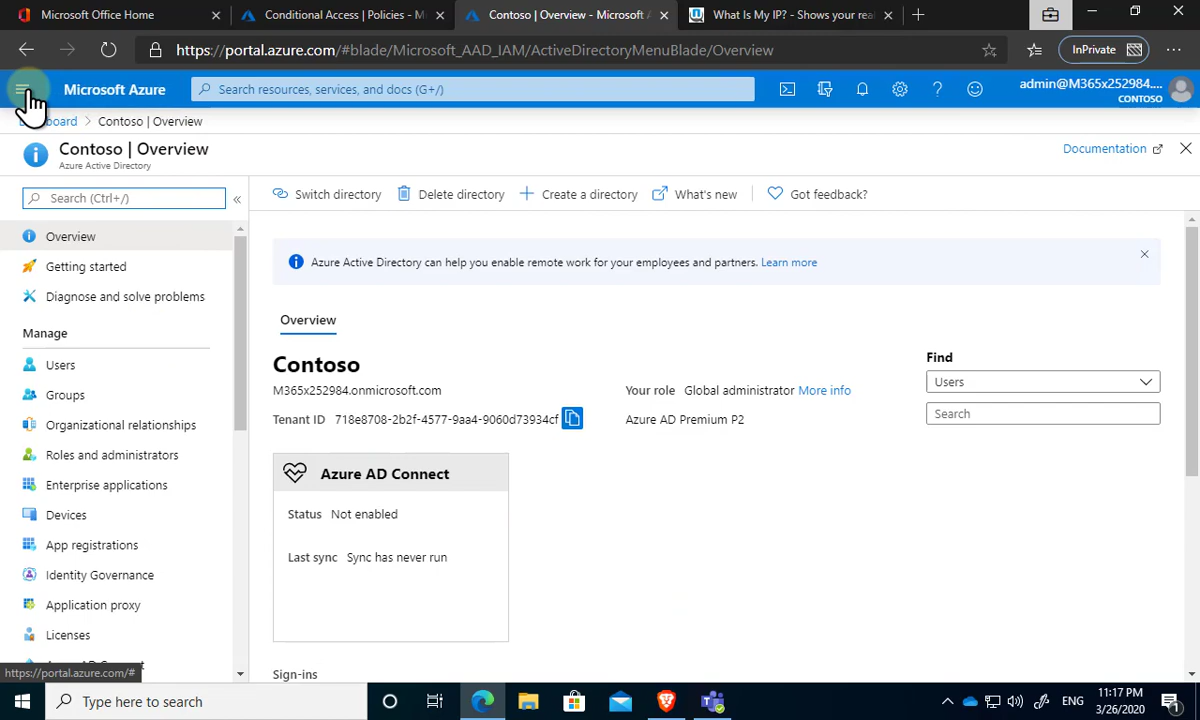 Microsoft Office Home
Conditional Access | Policies - M
Contoso | Overview - Microsoft A
What Is My IP? - Shows your real
https://portal.azure.com/#blade/Microsoft_AAD_IAM/ActiveDirectoryMenuBlade/Overview
InPrivate
Microsoft Azure
Search resources, services, and docs (G+/)
admin@M365x252984....
CONTOSO
board > Contoso | Overview
Contoso | Overview
Azure Active Directory
Documentation
Search (Ctrl+/)
Switch directory
Delete directory
Create a directory
What's new
Got feedback?
Overview
Getting started
Diagnose and solve problems
Manage
Users
Groups
Organizational relationships
Roles and administrators
Enterprise applications
Devices
App registrations
Identity Governance
Application proxy
Licenses
Azure Active Directory can help you enable remote work for your employees and partners. Learn more
Overview
Contoso
M365x252984.onmicrosoft.com
Your role Global administrator More info
Tenant ID 718e8708-2b2f-4577-9aa4-9060d73934cf
Azure AD Premium P2
Find
Users
Search
Azure AD Connect
Status Not enabled
Last sync Sync has never run
Sign-ins
https://portal.azure.com/#
Type here to search
ENG
11:17 PM
3/26/2020
1